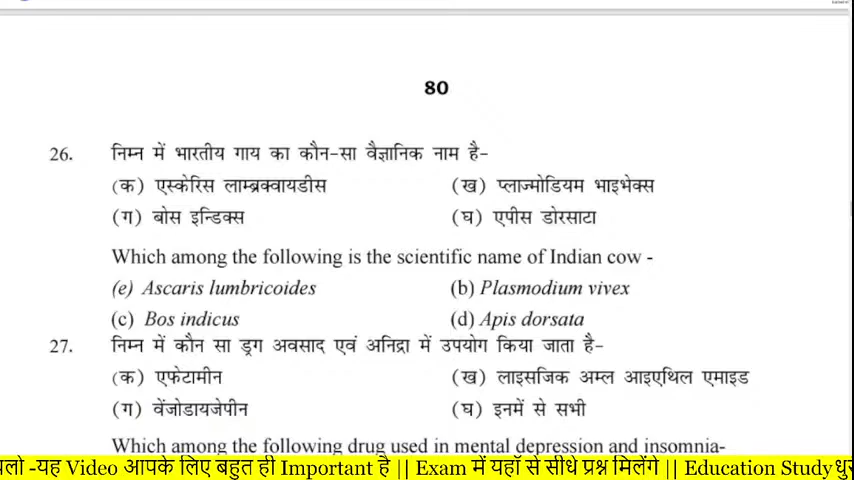 80
26. निम्न में भारतीय गाय का कौन-सा वैज्ञानिक नाम है-
(क) एस्केरिस लाम्ब्रक्वायडीस (ख) प्लाज्मोडियम भाइभेक्स
(ग) बोस इन्डिक्स (घ) एपीस डोरसाटा
Which among the following is the scientific name of Indian cow -
(e) Ascaris lumbricoides (b) Plasmodium vivex
(c) Bos indicus (d) Apis dorsata
27. निम्न में कौन सा ड्रग अवसाद एवं अनिद्रा में उपयोग किया जाता है-
(क) एफेटामीन (ख) लाइसजिक अम्ल आइएथिल एमाइड
(ग) वेंजोडायजेपीन (घ) इनमें से सभी
Which among the following drug used in mental depression and insomnia-
-यह Video आपके लिए बहुत ही Important है || Exam में यहाँ से सीधे प्रश्न मिलेंगे || Education Study